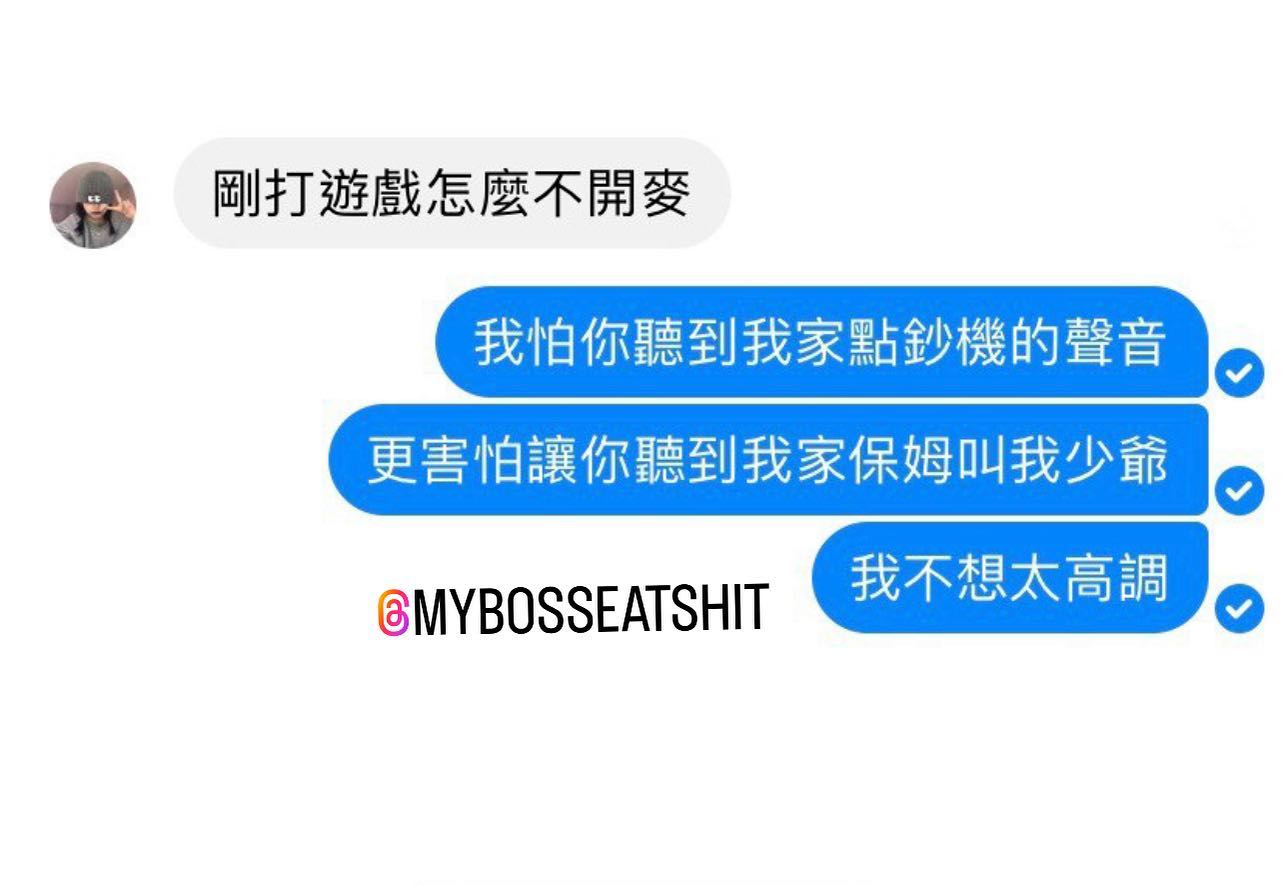 剛打遊戲怎麼不開麥
我怕你聽到我家點鈔機的聲音
更害怕讓你聽到我家保姆叫我少爺
我不想太高調
@MYBOSSEATSHIT